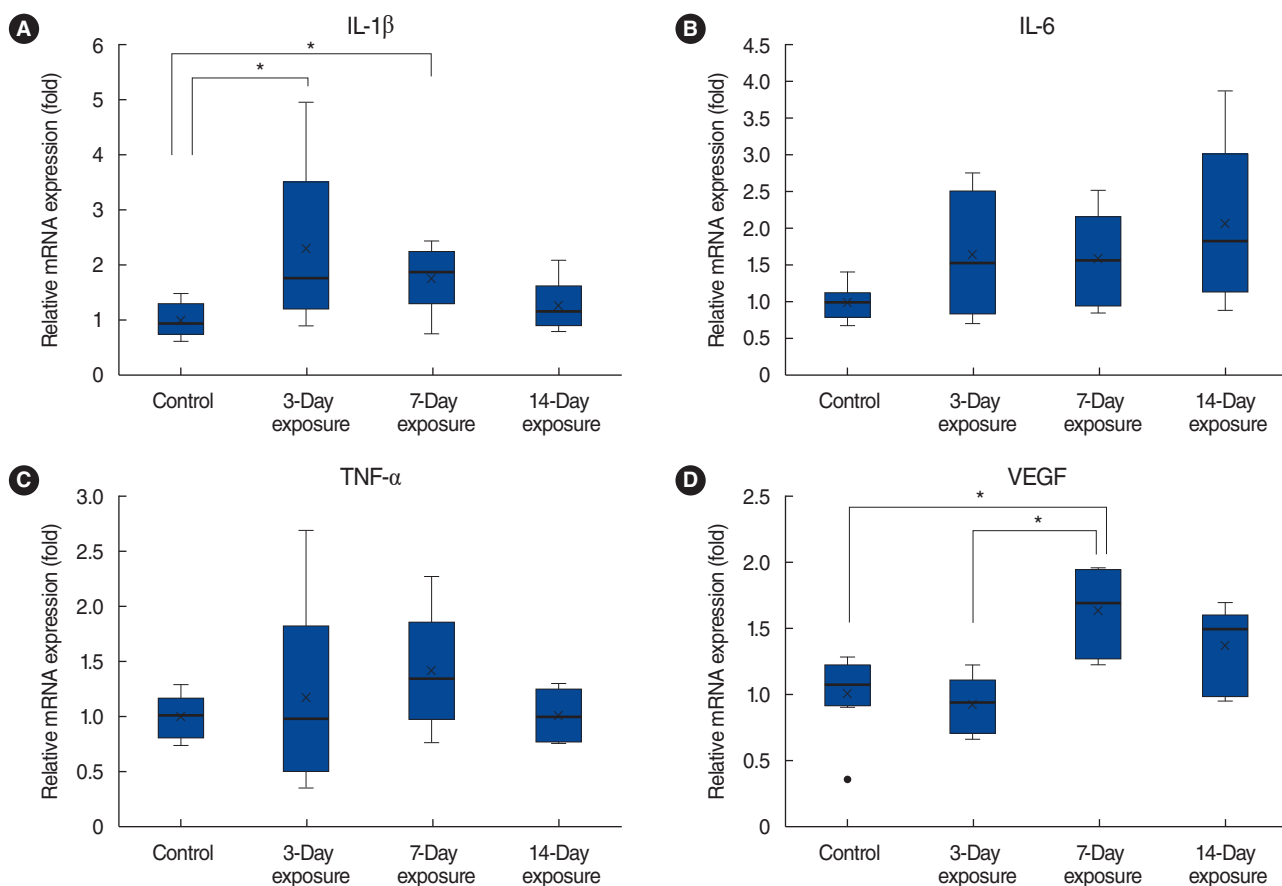 A
IL-1β
Relative mRNA expression (fold)
6
5
4
3
2
1
0
*
*
Control
3-Day
exposure
7-Day
exposure
14-Day
exposure
B
IL-6
Relative mRNA expression (fold)
4.5
4.0
3.5
3.0
2.5
2.0
1.5
1.0
0.5
0
Control
3-Day
exposure
7-Day
exposure
14-Day
exposure
C
TNF-α
Relative mRNA expression (fold)
3.0
2.5
2.0
1.5
1.0
0.5
0
Control
3-Day
exposure
7-Day
exposure
14-Day
exposure
D
VEGF
Relative mRNA expression (fold)
2.5
2.0
1.5
1.0
0.5
0
*
*
Control
3-Day
exposure
7-Day
exposure
14-Day
exposure